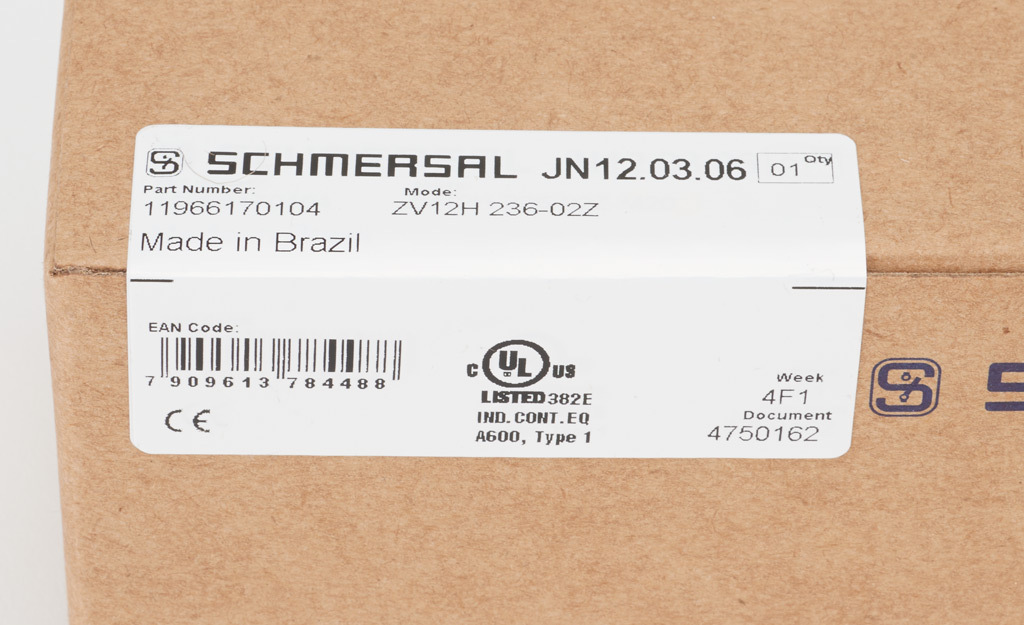 SCHMERSAL JN12.03.06 01 Qty
Part Number: Mode:
11966170104 ZV12H 236-02Z
Made in Brazil
EAN Code:
7 909613 784488
CE
C UL US
LISTED 382E
IND.CONT.EQ
A600, Type 1
Week
4F1
Document
4750162
S